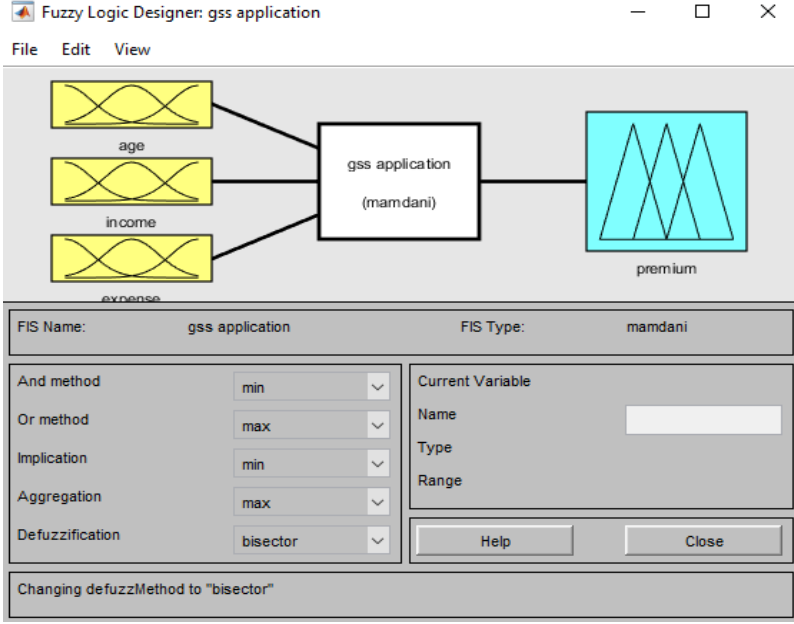 Fuzzy Logic Designer: gss application
File Edit View
age
income
expense
gss application
(mamdani)
premium
FIS Name: gss application FIS Type: mamdani
And method min
Or method max
Implication min
Aggregation max
Defuzzification bisector
Current Variable
Name
Type
Range
Help Close
Changing defuzzMethod to "bisector"